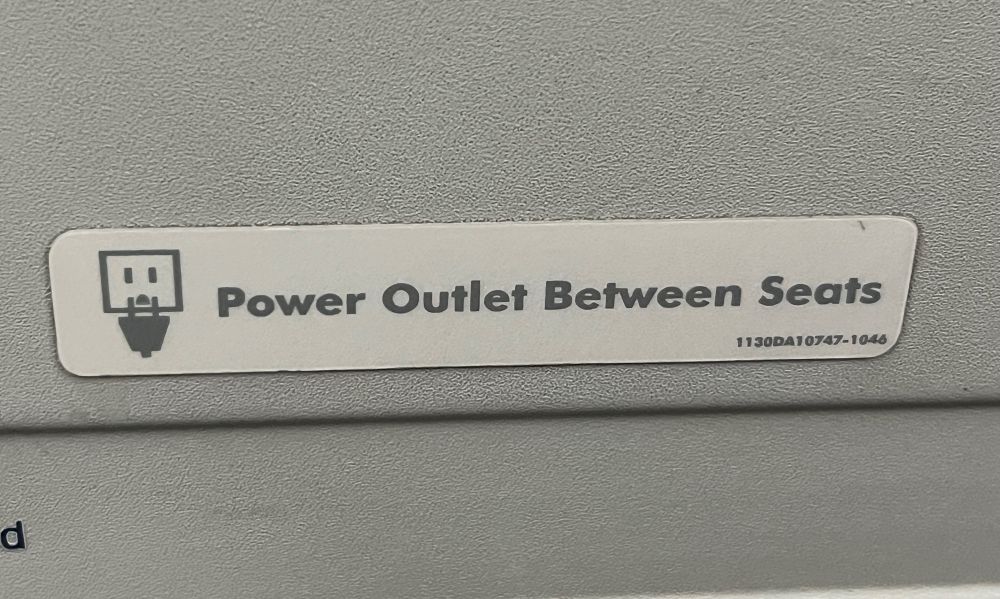 Power Outlet Between Seats
1130DA10747-1046
d